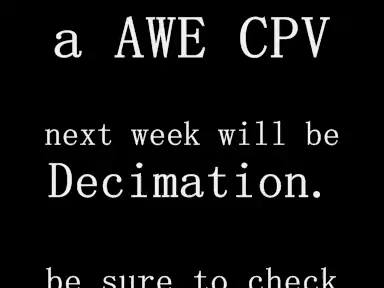 a AWE CPV
next week will be
Decimation.
be sure to check